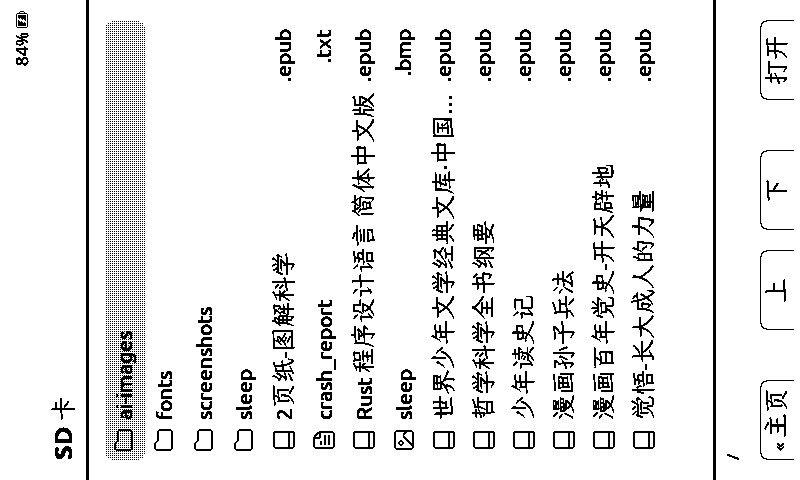 84%
SD 卡
ai-images
fonts
screenshots
sleep
2页纸-图解科学 .epub
crash_report .txt
Rust 程序设计语言 简体中文版 .epub
sleep .bmp
世界少年文学经典文库·中国... .epub
哲学科学全书纲要 .epub
少年读史记 .epub
漫画孙子兵法 .epub
漫画百年党史-开天辟地 .epub
觉悟-长大成人的力量 .epub
/
«主页 上 下 打开